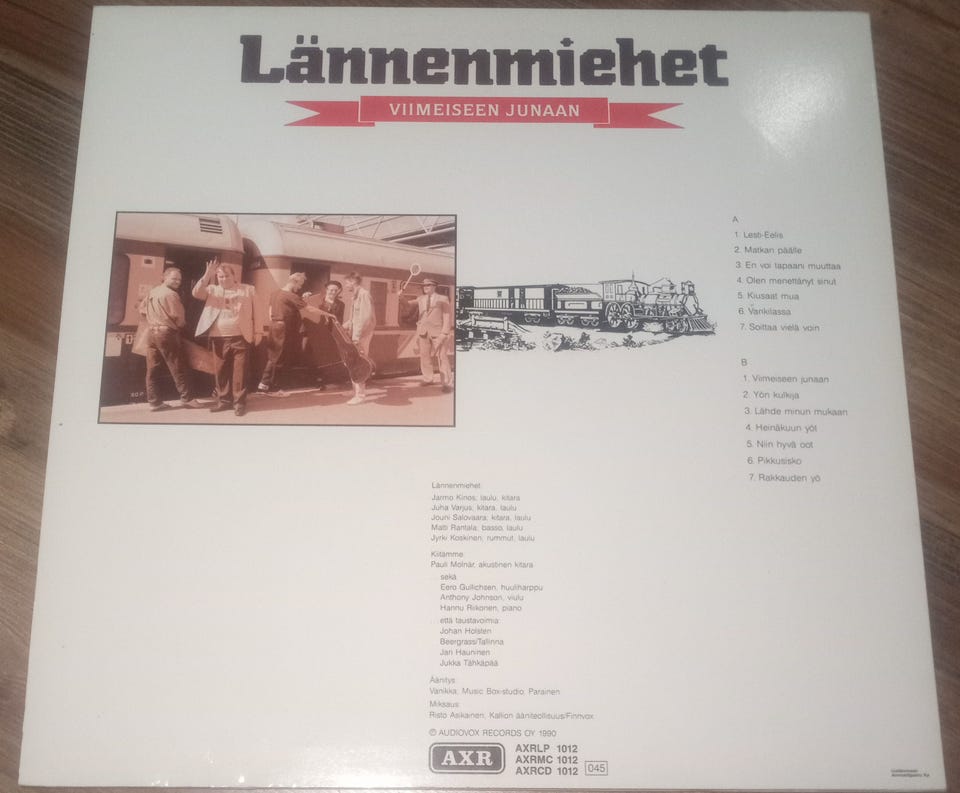 Lännenmiehet
VIIMEISEEN JUNAAN
A
1. Lesti-Eelis
2. Matkan päälle
3. En voi tapaani muuttaa
4. Olen menettänyt sinut
5. Kiusaat mua
6. Vankilassa
7. Soittaa vielä voin
B
1. Viimeiseen junaan
2. Yön kulkija
3. Lähde minun mukaan
4. Heinäkuun yöt
5. Niin hyvä oot
6. Pikkusisko
7. Rakkauden yö
Lännenmiehet:
Jarmo Kinos; laulu, kitara
Juha Varjus; kitara, laulu
Jouni Salovaara; kitara, laulu
Matti Rantala; basso, laulu
Jyrki Koskinen, rummut, laulu
Kiitämme:
Pauli Molnár, akustinen kitara
...sekä
Eero Gullichsen, huuliharppu
Anthony Johnson, viulu
Hannu Riikonen, piano
...että taustavoimia:
Johan Holsten
Beergrass/Tallinna
Jari Hauninen
Jukka Tähkäpää
Äänitys:
Vanikka, Music Box-studio, Parainen
Miksaus:
Risto Asikainen, Kallion ääniteollisuus/Finnvox
℗ AUDIOVOX RECORDS OY 1990
AXR
AXRLP 1012
AXRMC 1012
AXRCD 1012
045